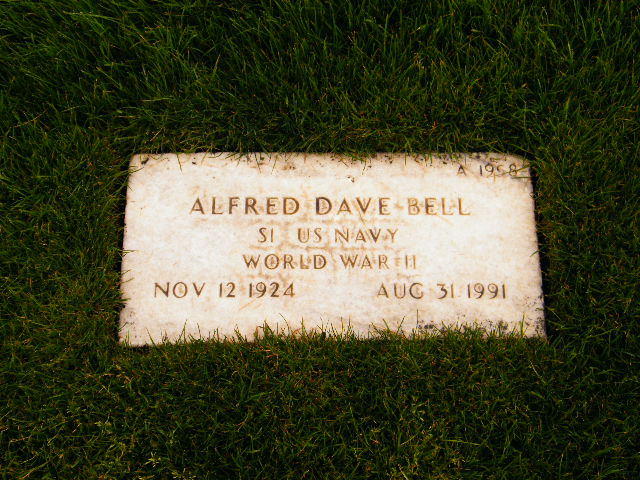 A 1958
ALFRED DAVE BELL
S1 US NAVY
WORLD WAR II
NOV 12 1924 AUG 31 1991